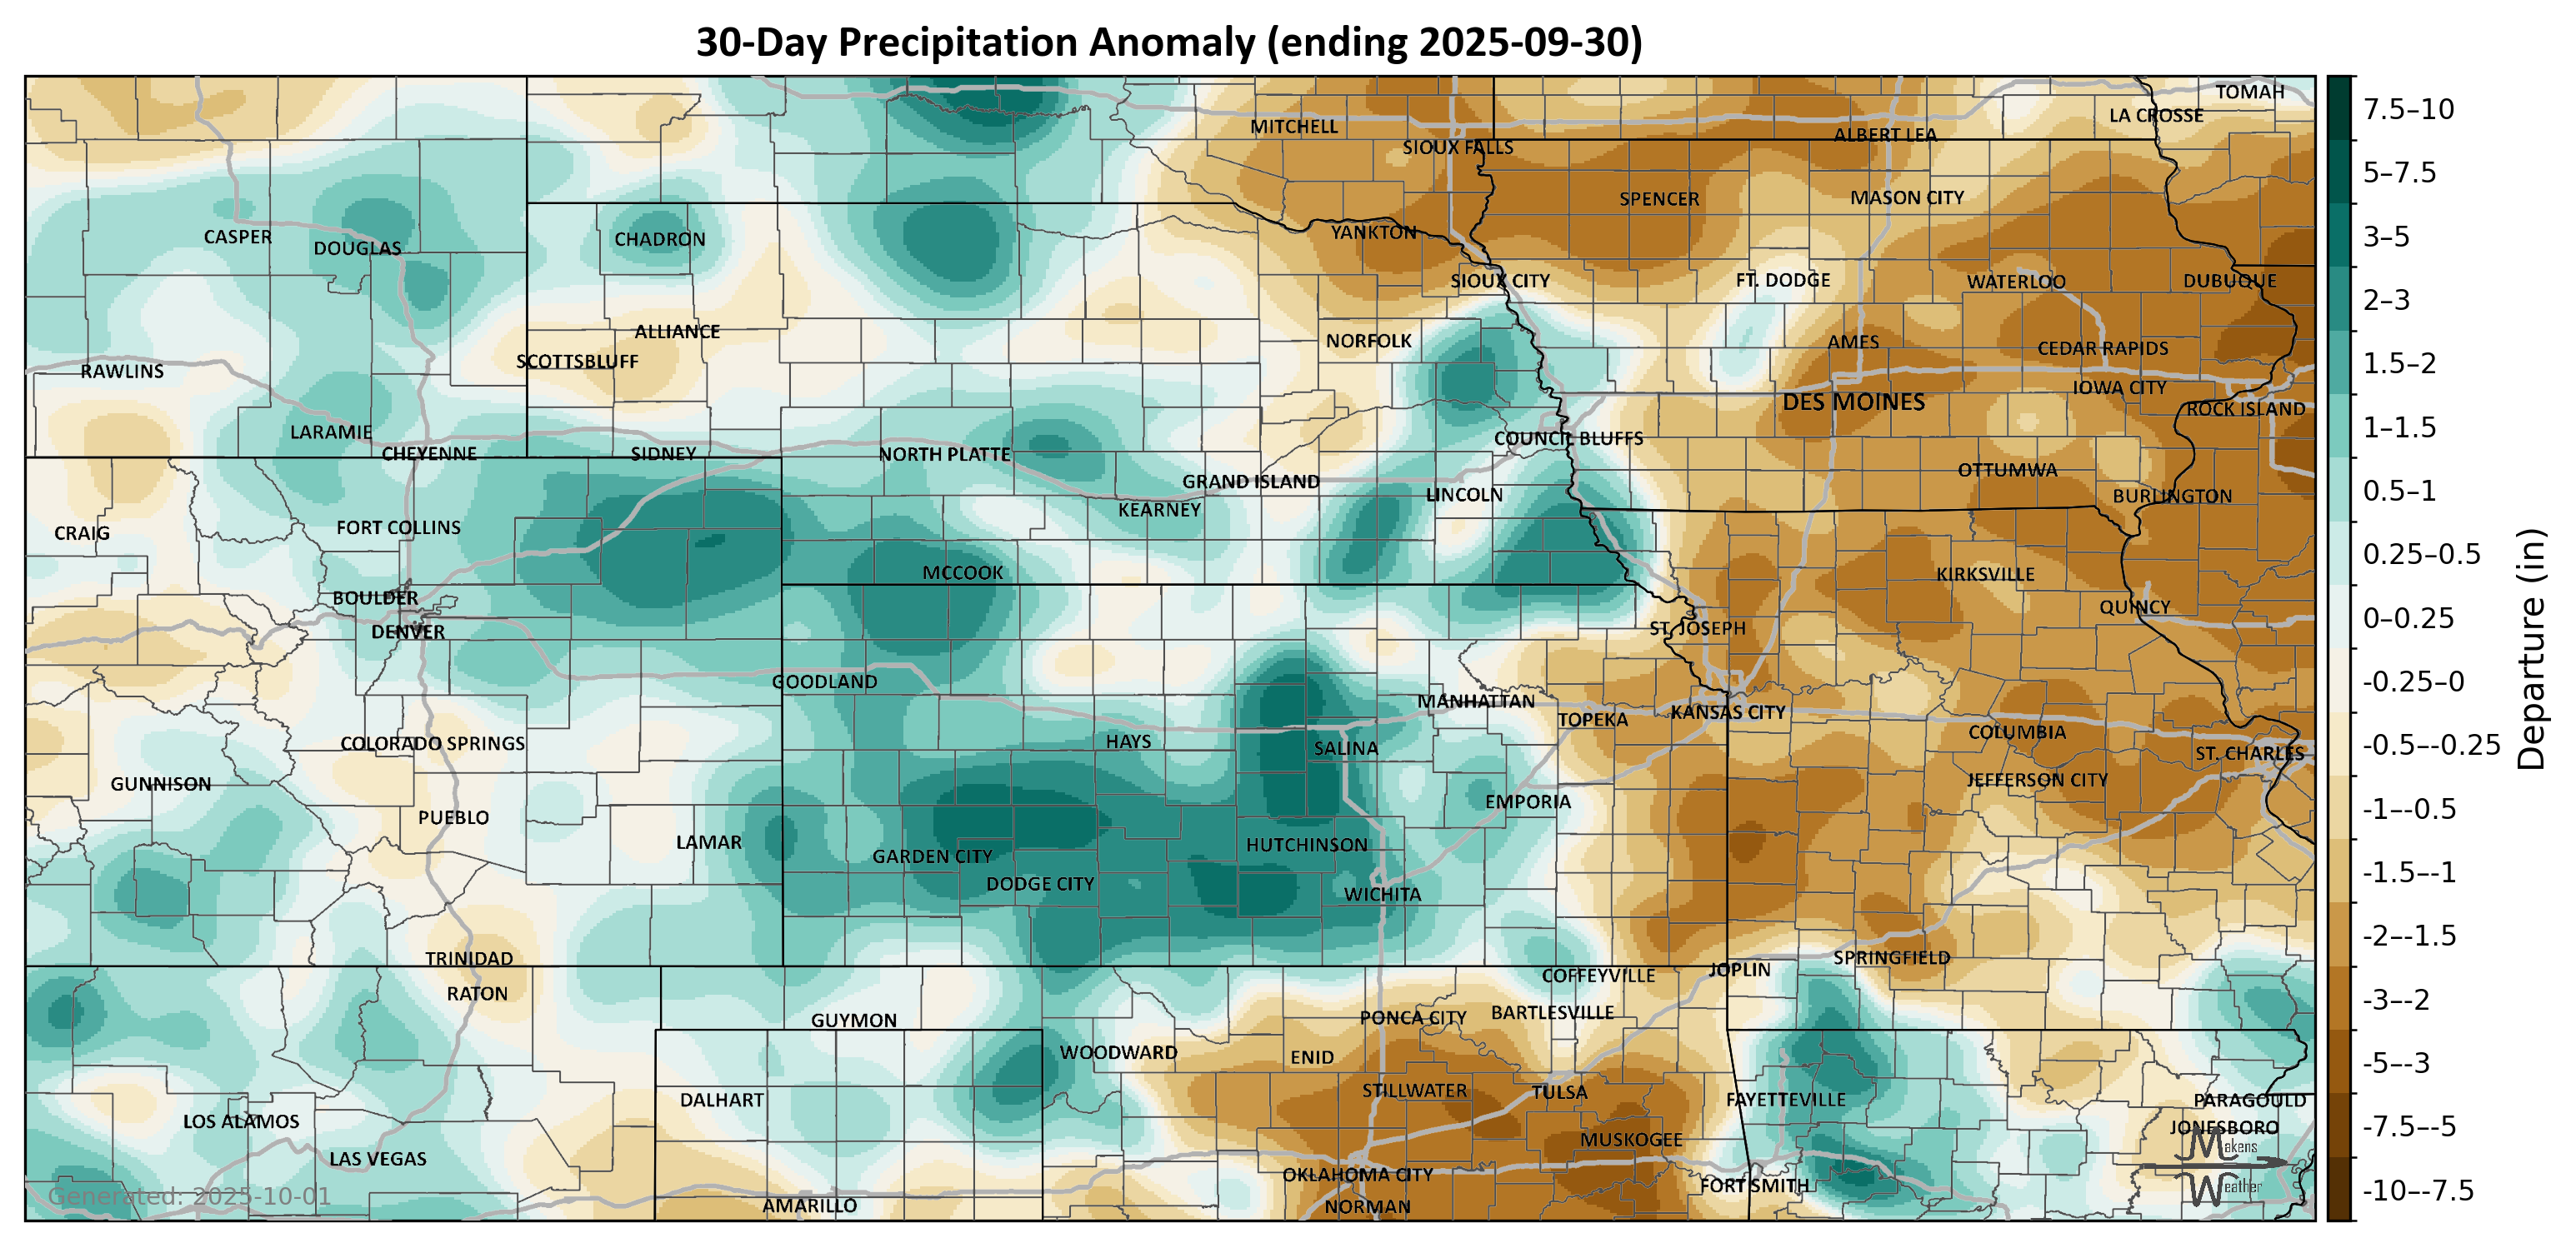 30-Day Precipitation Anomaly (ending 2025-09-30)
TOMAH
LA CROSSE
MITCHELL
ALBERT LEA
SIOUX FALLS
SPENCER
MASON CITY
CASPER
DOUGLAS
CHADRON
YANKTON
SIOUX CITY
FT. DODGE
WATERLOO
DUBUQUE
ALLIANCE
NORFOLK
AMES
CEDAR RAPIDS
SCOTTSBLUFF
RAWLINS
IOWA CITY
DES MOINES
ROCK ISLAND
LARAMIE
COUNCIL BLUFFS
CHEYENNE
SIDNEY
NORTH PLATTE
OTTUMWA
GRAND ISLAND
LINCOLN
BURLINGTON
KEARNEY
CRAIG
FORT COLLINS
MCCOOK
KIRKSVILLE
BOULDER
QUINCY
DENVER
ST. JOSEPH
GOODLAND
MANHATTAN
TOPEKA
KANSAS CITY
COLUMBIA
COLORADO SPRINGS
HAYS
SALINA
ST. CHARLES
GUNNISON
JEFFERSON CITY
EMPORIA
PUEBLO
LAMAR
HUTCHINSON
GARDEN CITY
DODGE CITY
WICHITA
TRINIDAD
SPRINGFIELD
JOPLIN
COFFEYVILLE
RATON
BARTLESVILLE
GUYMON
PONCA CITY
WOODWARD
ENID
STILLWATER
TULSA
DALHART
FAYETTEVILLE
PARAGOULD
LOS ALAMOS
JONESBORO
MUSKOGEE
LAS VEGAS
OKLAHOMA CITY
FORT SMITH
AMARILLO
NORMAN
Makens
Weather
Generated: 2025-10-01
7.5–10
5–7.5
3–5
2–3
1.5–2
1–1.5
0.5–1
0.25–0.5
0–0.25
-0.25–0
-0.5–-0.25
-1–-0.5
-1.5–-1
-2–-1.5
-3–-2
-5–-3
-7.5–-5
-10–-7.5
Departure (in)